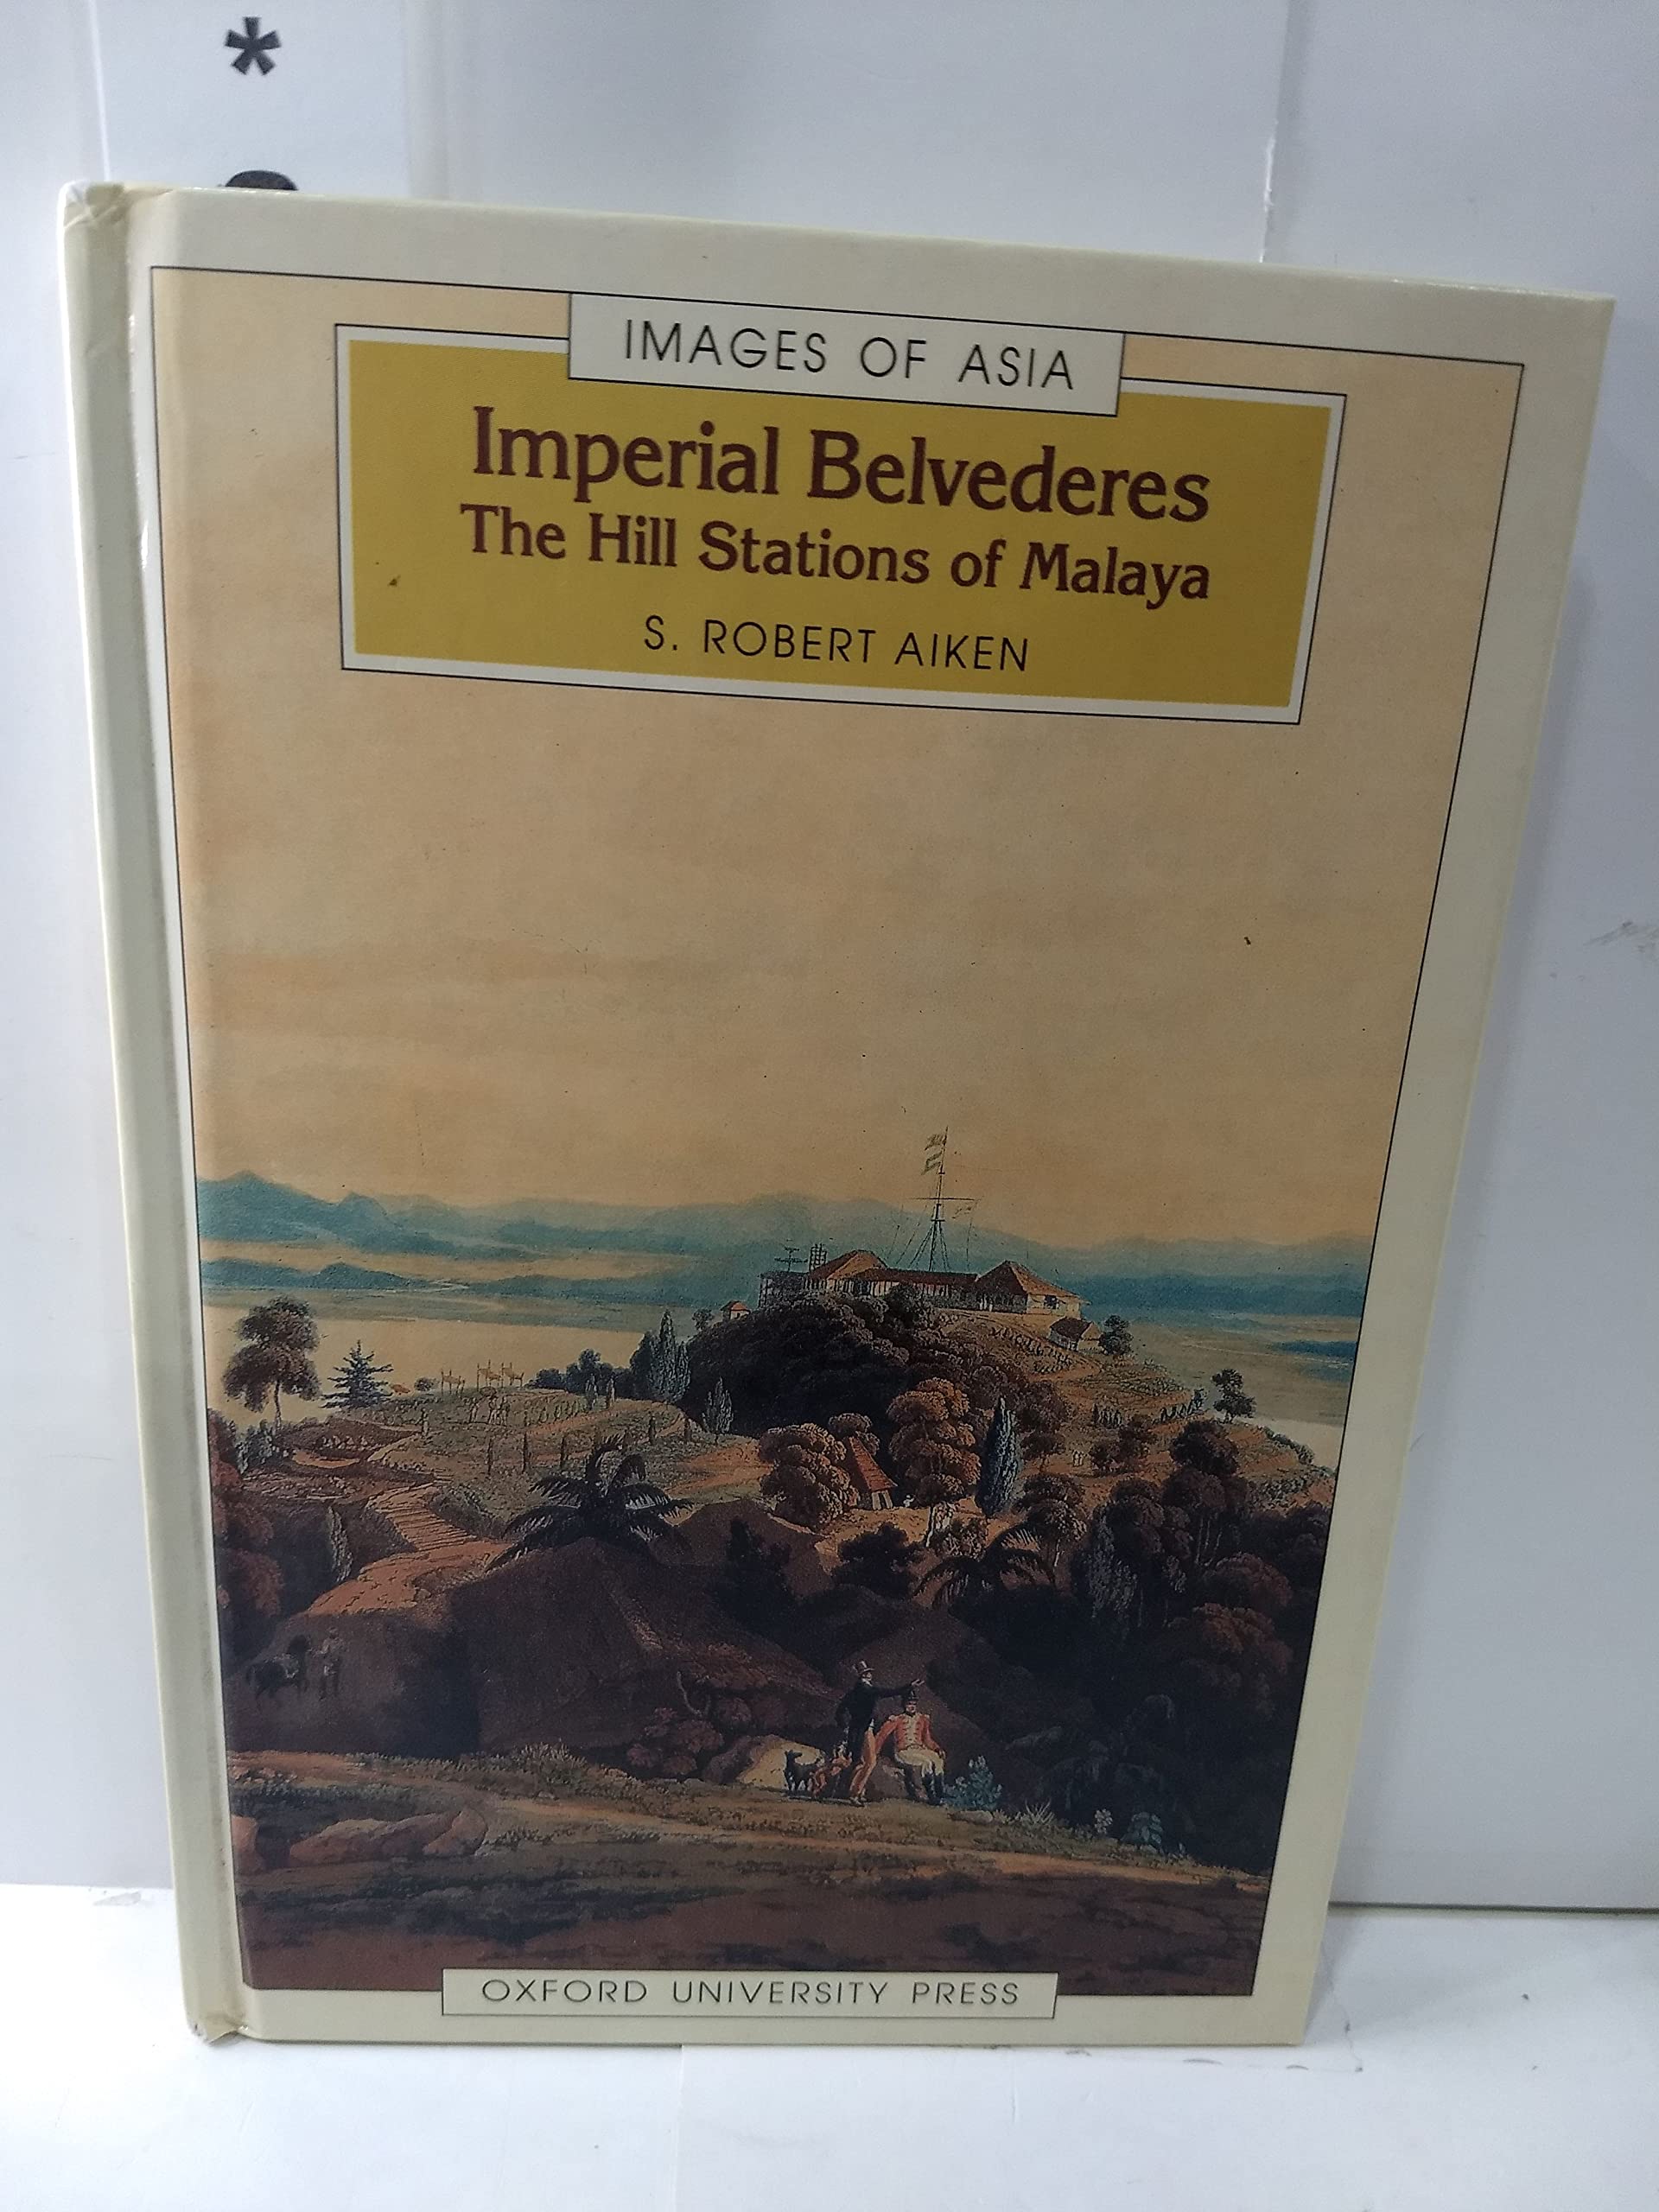 *
IMAGES OF ASIA
Imperial Belvederes
The Hill Stations of Malaya
S. ROBERT AIKEN
OXFORD UNIVERSITY PRESS